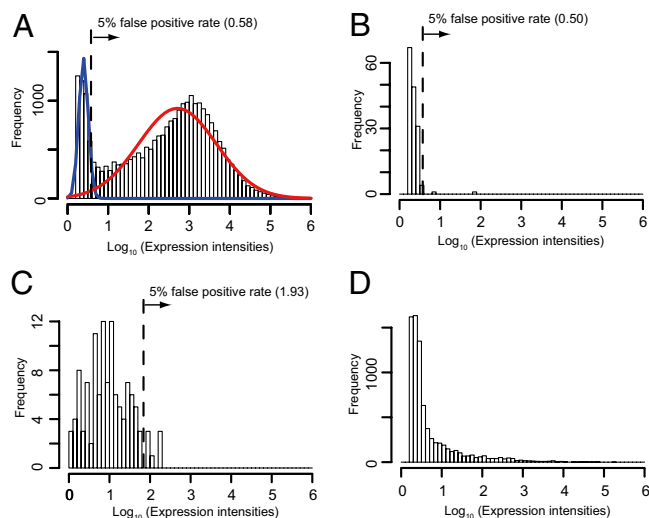 A
5% false positive rate (0.58)
Frequency
0 1000
0 1 2 3 4 5 6
Log10 (Expression intensities)
B
5% false positive rate (0.50)
Frequency
0 30 60
0 1 2 3 4 5 6
Log10 (Expression intensities)
C
5% false positive rate (1.93)
Frequency
0 4 8 12
0 1 2 3 4 5 6
Log10 (Expression intensities)
D
Frequency
0 1000
0 1 2 3 4 5 6
Log10 (Expression intensities)